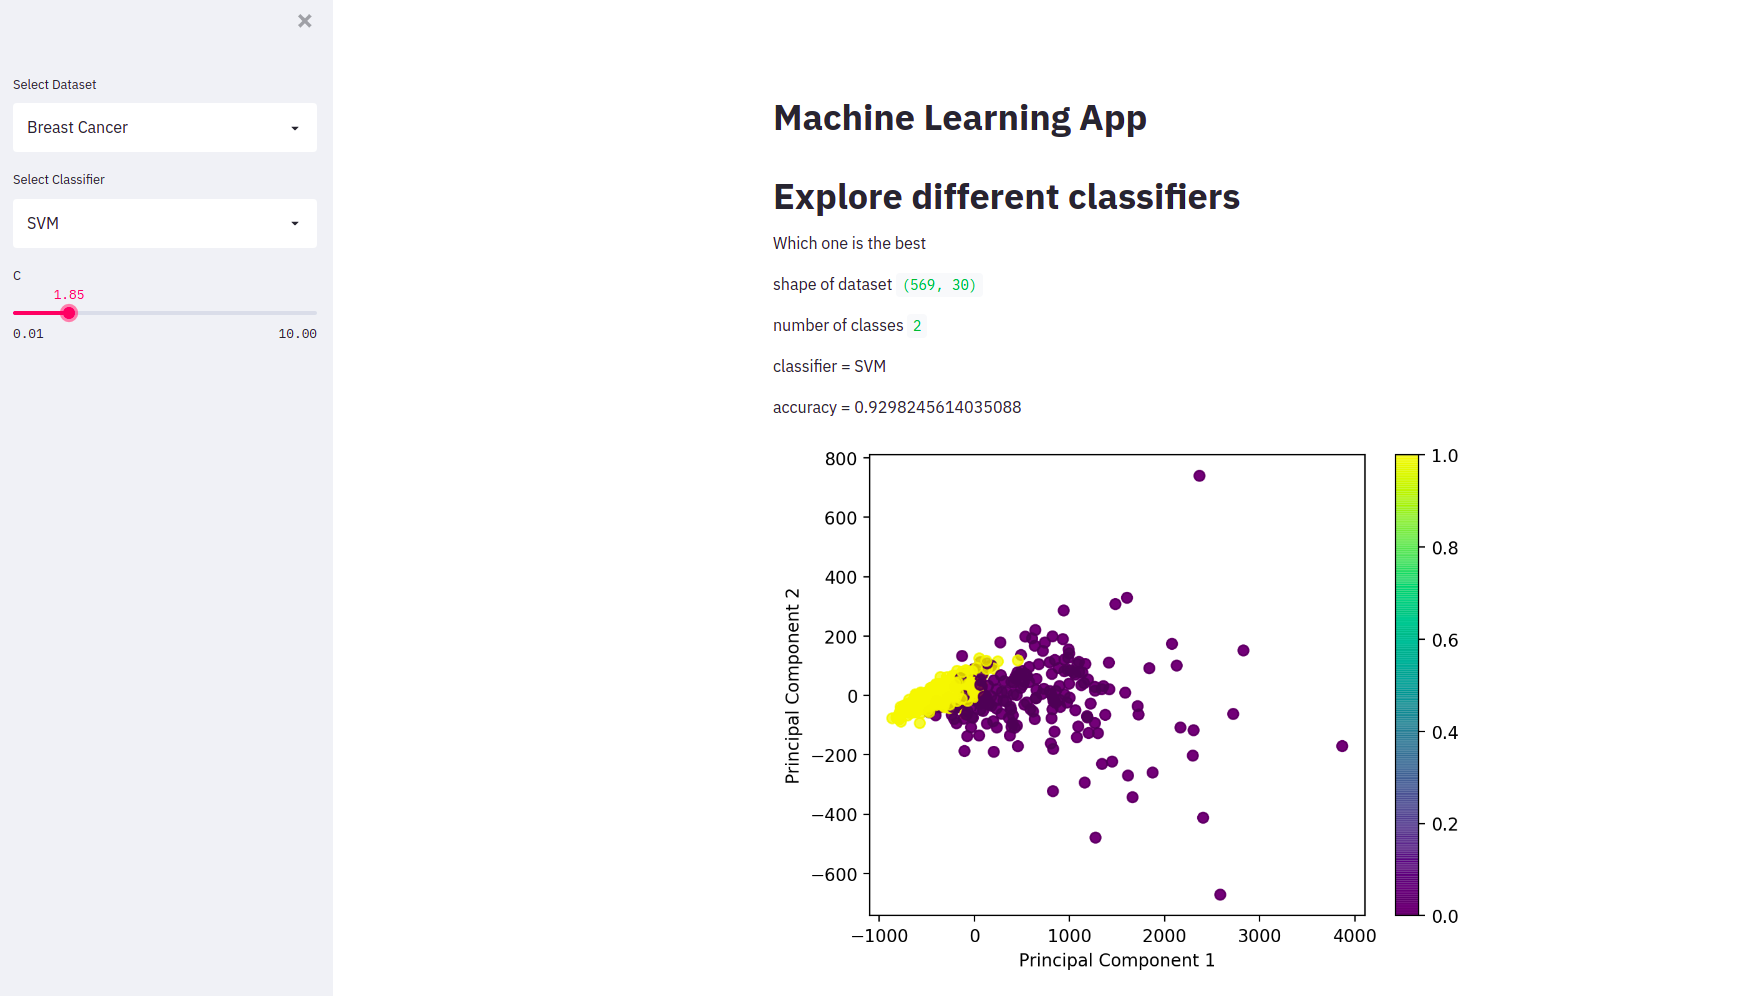 ×
Select Dataset
Breast Cancer
Select Classifier
SVM
C
1.85
0.01 10.00
Machine Learning App
Explore different classifiers
Which one is the best
shape of dataset (569, 30)
number of classes 2
classifier = SVM
accuracy = 0.9298245614035088
800
600
400
200
0
−200
−400
−600
Principal Component 2
−1000 0 1000 2000 3000 4000
Principal Component 1
1.0
0.8
0.6
0.4
0.2
0.0